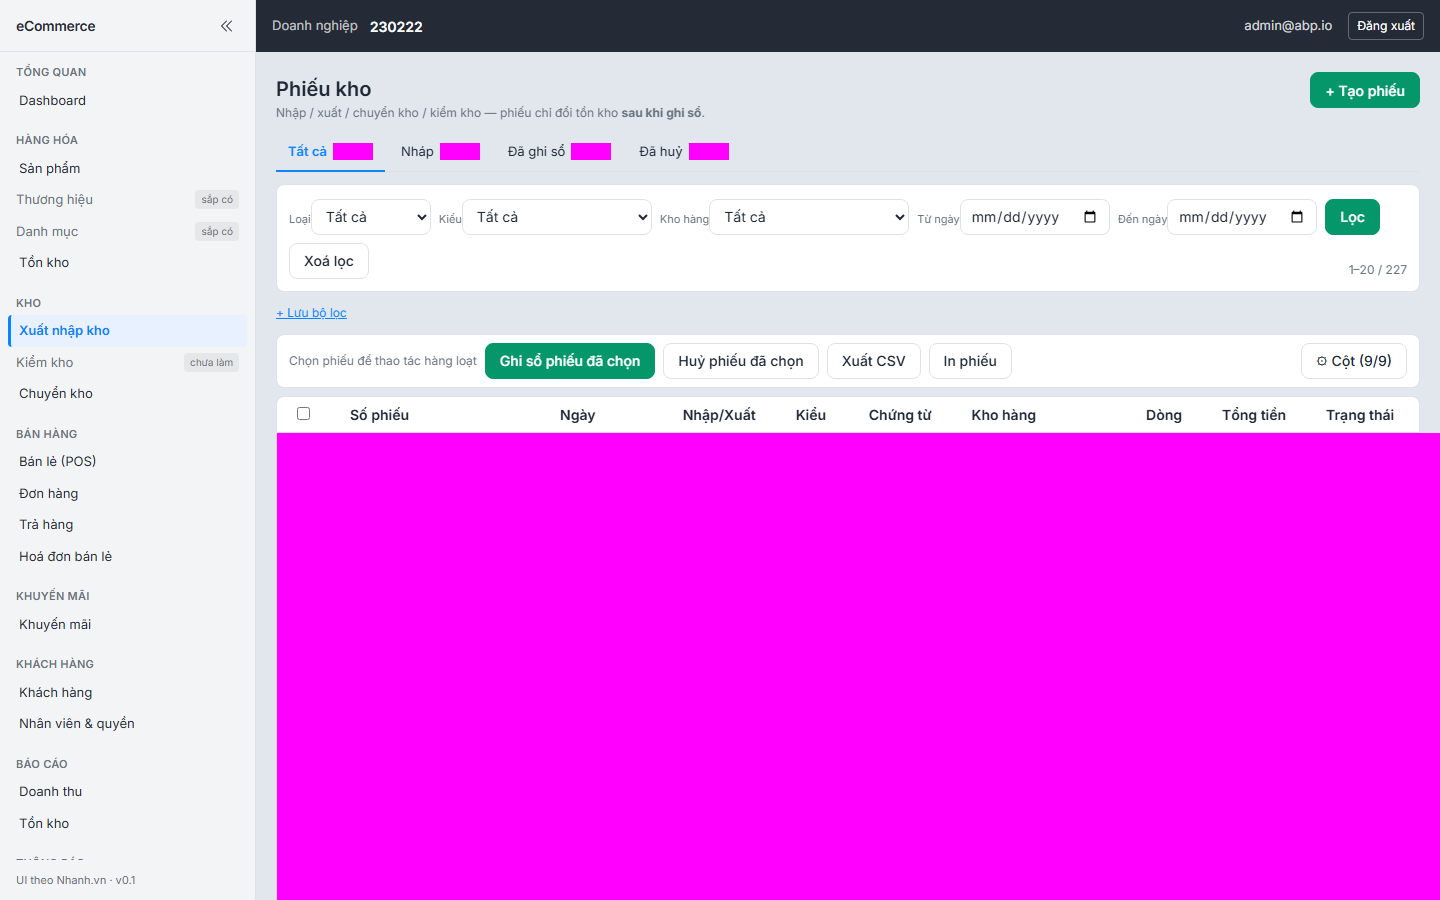 eCommerce
Doanh nghiệp 230222
admin@abp.io
Đăng xuất
TỔNG QUAN
Dashboard
HÀNG HÓA
Sản phẩm
Thương hiệu sắp có
Danh mục sắp có
Tồn kho
KHO
Xuất nhập kho
Kiểm kho chưa làm
Chuyển kho
BÁN HÀNG
Bán lẻ (POS)
Đơn hàng
Trả hàng
Hoá đơn bán lẻ
KHUYẾN MÃI
Khuyến mãi
KHÁCH HÀNG
Khách hàng
Nhân viên & quyền
BÁO CÁO
Doanh thu
Tồn kho
UI theo Nhanh.vn · v0.1
Phiếu kho
Nhập / xuất / chuyển kho / kiểm kho — phiếu chỉ đổi tồn kho sau khi ghi sổ.
+ Tạo phiếu
Tất cả Nháp Đã ghi sổ Đã huỷ
Loại Tất cả Kiểu Tất cả Kho hàng Tất cả Từ ngày mm/dd/yyyy Đến ngày mm/dd/yyyy Lọc
Xoá lọc
1–20 / 227
+ Lưu bộ lọc
Chọn phiếu để thao tác hàng loạt Ghi sổ phiếu đã chọn Huỷ phiếu đã chọn Xuất CSV In phiếu Cột (9/9)
Số phiếu Ngày Nhập/Xuất Kiểu Chứng từ Kho hàng Dòng Tổng tiền Trạng thái